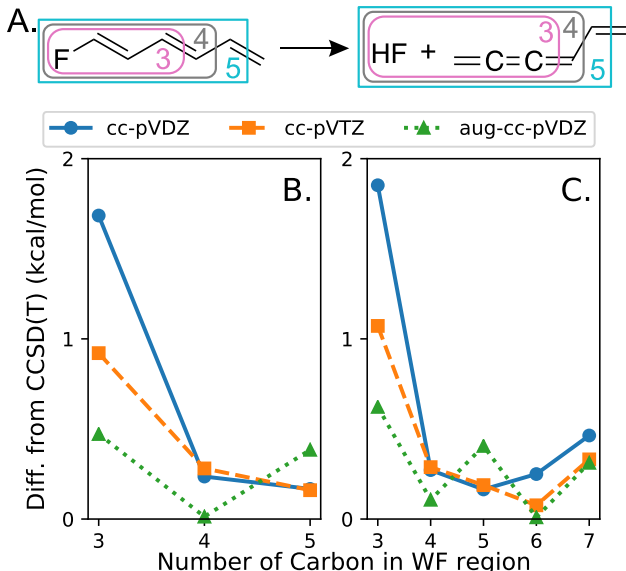 A.
F 3 4 5
HF + C C 3 4 5
cc-pVDZ cc-pVTZ aug-cc-pVDZ
Diff. from CCSD(T) (kcal/mol)
B.
2
1
0
3 4 5
C.
2
1
0
3 4 5 6 7
Number of Carbon in WF region